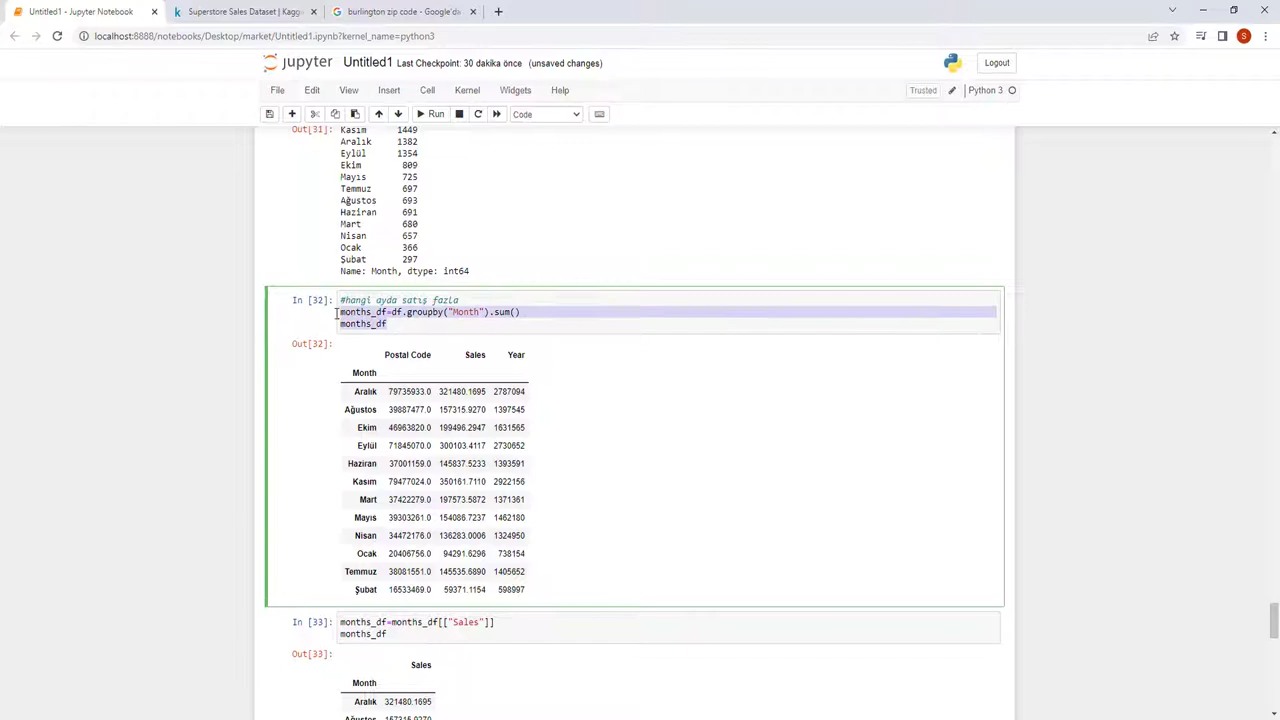 Untitled1 - Jupyter Notebook
Superstore Sales Dataset | Kagg
burlington zip code - Google'da
localhost:8888/notebooks/Desktop/market/Untitled1.ipynb?kernel_name=python3
S
jupyter Untitled1 Last Checkpoint: 30 dakika önce (unsaved changes)
Logout
File Edit View Insert Cell Kernel Widgets Help
Trusted
Python 3
Run
Code
Out[31]:
Kasım 1449
Aralık 1382
Eylül 1354
Ekim 809
Mayıs 725
Temmuz 697
Ağustos 693
Haziran 691
Mart 680
Nisan 657
Ocak 366
Şubat 297
Name: Month, dtype: int64
In [32]: #hangi ayda satış fazla
months_df=df.groupby("Month").sum()
months_df
Out[32]:
Postal Code Sales Year
Month
Aralık 79735933.0 321480.1695 2787094
Ağustos 39887477.0 157315.9270 1397545
Ekim 46963820.0 199496.2947 1631565
Eylül 71845070.0 300103.4117 2730652
Haziran 37001159.0 145837.5233 1393591
Kasım 79477024.0 350161.7110 2922156
Mart 37422279.0 197573.5872 1371361
Mayıs 39303261.0 154086.7237 1462180
Nisan 34472176.0 136283.0006 1324950
Ocak 20406756.0 94291.6296 738154
Temmuz 38081551.0 145535.6890 1405652
Şubat 16533469.0 59371.1154 598997
In [33]: months_df=months_df[["Sales"]]
months_df
Out[33]:
Sales
Month
Aralık 321480.1695
Ağustos 157315.9270